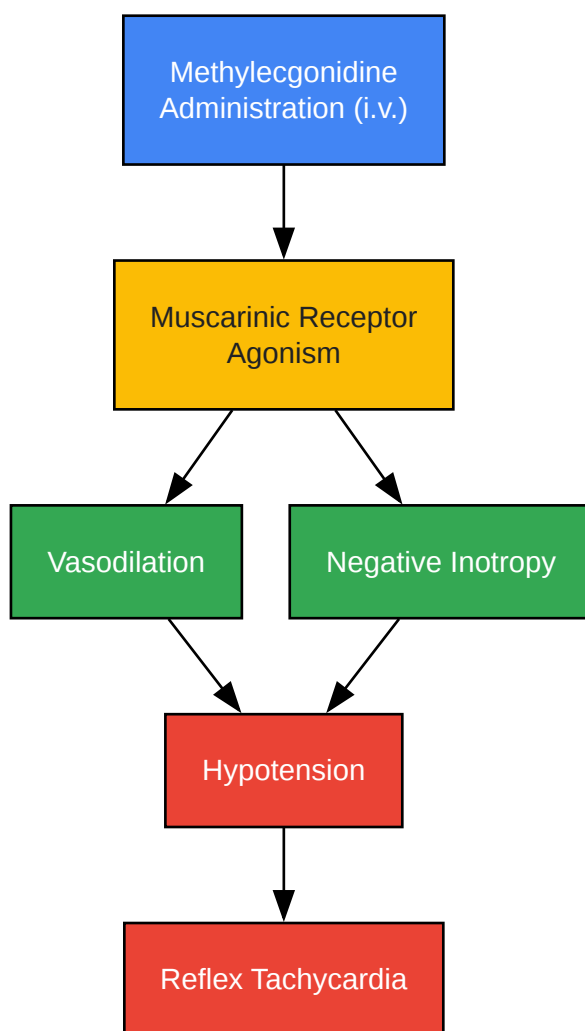 Methylecgonidine
Administration (i.v.)
Muscarinic Receptor
Agonism
Vasodilation
Negative Inotropy
Hypotension
Reflex Tachycardia